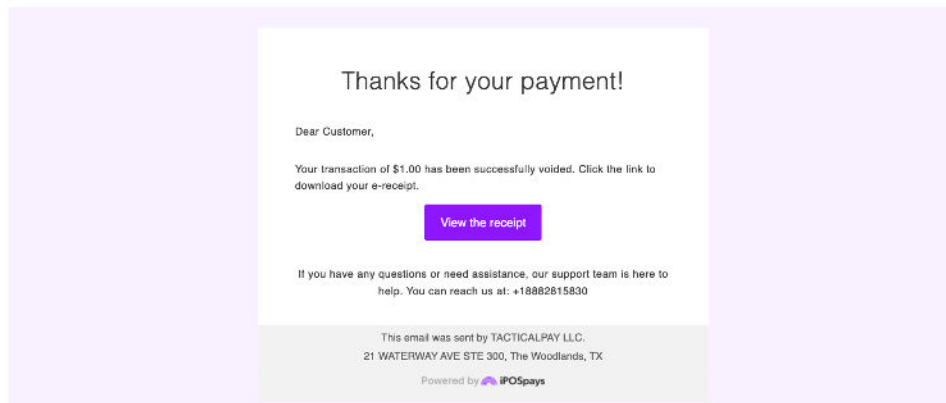 Thanks for your payment!
Dear Customer,
Your transaction of $1.00 has been successfully voided. Click the link to
download your e-receipt.
View the receipt
If you have any questions or need assistance, our support team is here to
help. You can reach us at: +18882815830
This email was sent by TACTICALPAY LLC.
21 WATERWAY AVE STE 300, The Woodlands, TX
Powered by iPOSpays